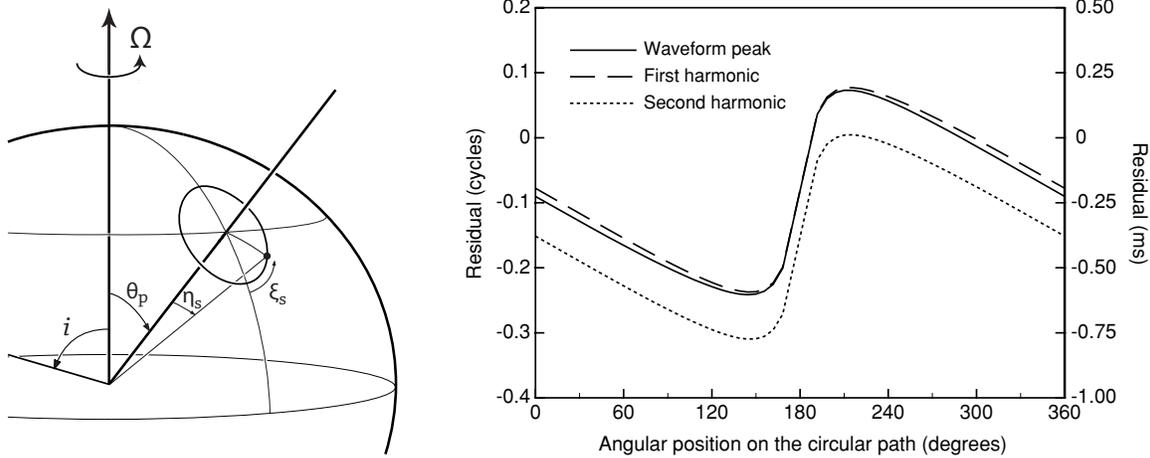 Ω
θp
ηs
ξs
i
0.2
0.1
0
-0.1
-0.2
-0.3
-0.4
Residual (cycles)
Waveform peak
First harmonic
Second harmonic
0.50
0.25
0
-0.25
-0.50
-0.75
-1.00
Residual (ms)
0 60 120 180 240 300 360
Angular position on the circular path (degrees)